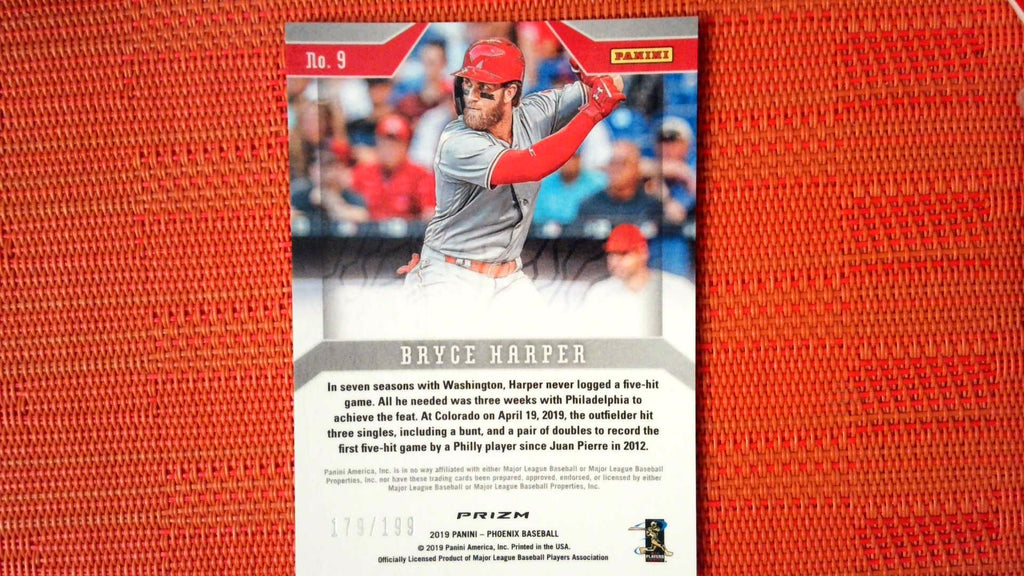 No. 9
PANINI
BRYCE HARPER
In seven seasons with Washington, Harper never logged a five-hit
game. All he needed was three weeks with Philadelphia to
achieve the feat. At Colorado on April 19, 2019, the outfielder hit
three singles, including a bunt, and a pair of doubles to record the
first five-hit game by a Philly player since Juan Pierre in 2012.
Panini America, Inc. is in no way affiliated with either Major League Baseball or Major League Baseball
Properties, Inc. nor have these trading cards been prepared, approved, endorsed, or licensed by either
Major League Baseball or Major League Baseball Properties, Inc.
PRIZM
179/199
2019 PANINI – PHOENIX BASEBALL
© 2019 Panini America, Inc. Printed in the USA.
Officially Licensed Product of Major League Baseball Players Association
PLAYERS